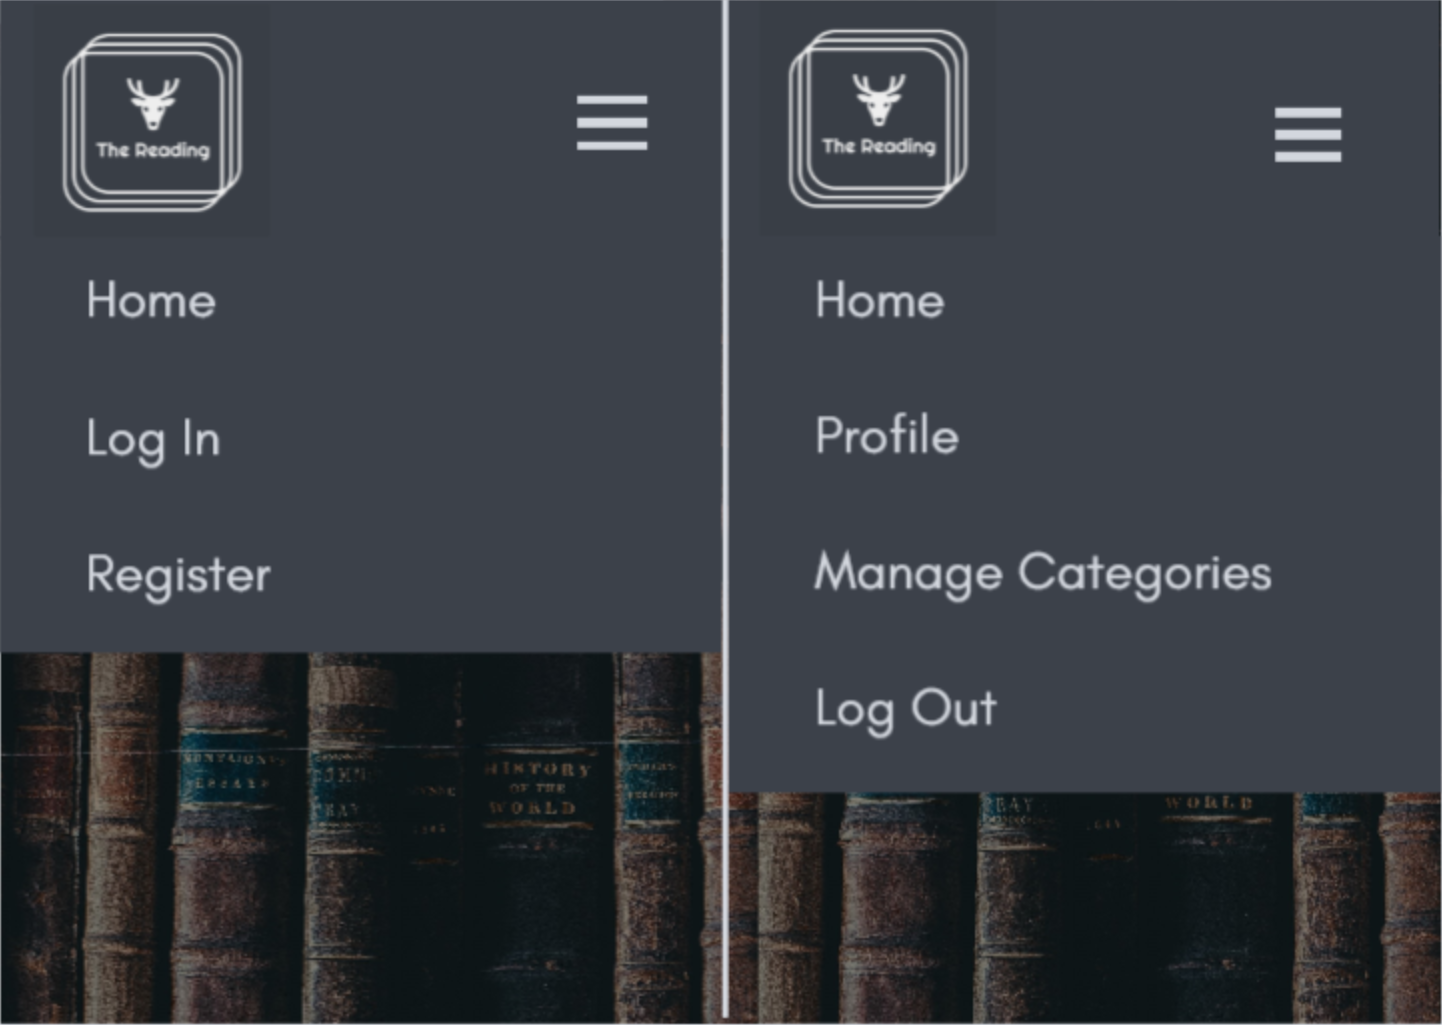 The Reading
Home
Log In
Register
HISTORY
OF THE
WORLD
The Reading
Home
Profile
Manage Categories
Log Out
WORLD